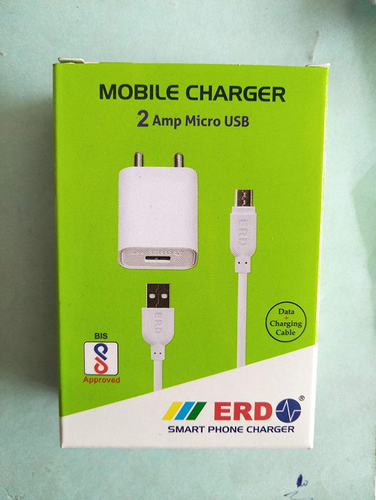 MOBILE CHARGER
2 Amp Micro USB
ERD
ERD
Data
+
Charging
Cable
BIS
Approved
ERD ®
SMART PHONE CHARGER